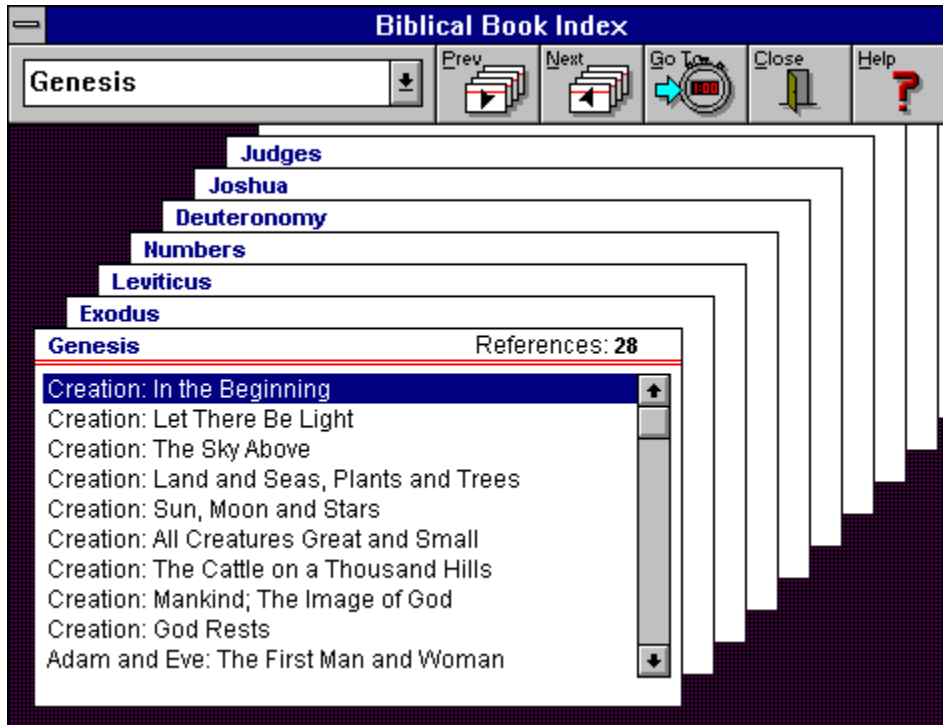 Biblical Book Index
Genesis
Prev
Next
Go To...
1:00
Close
Help
Judges
Joshua
Deuteronomy
Numbers
Leviticus
Exodus
Genesis References: 28
Creation: In the Beginning
Creation: Let There Be Light
Creation: The Sky Above
Creation: Land and Seas, Plants and Trees
Creation: Sun, Moon and Stars
Creation: All Creatures Great and Small
Creation: The Cattle on a Thousand Hills
Creation: Mankind; The Image of God
Creation: God Rests
Adam and Eve: The First Man and Woman